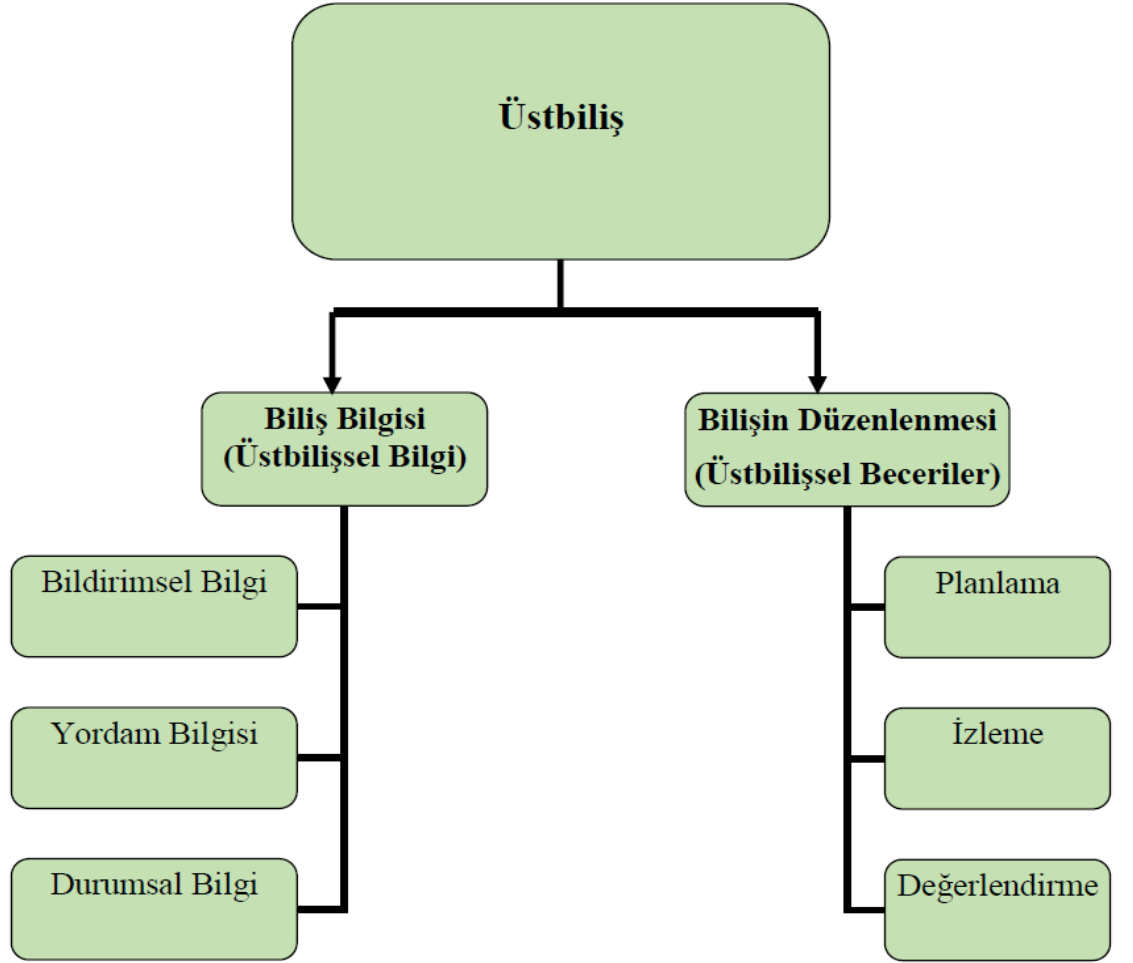 Üstbiliş
Biliş Bilgisi
(Üstbilişsel Bilgi)
Bilişin Düzenlenmesi
(Üstbilişsel Beceriler)
Bildirimsel Bilgi
Yordam Bilgisi
Durumsal Bilgi
Planlama
İzleme
Değerlendirme